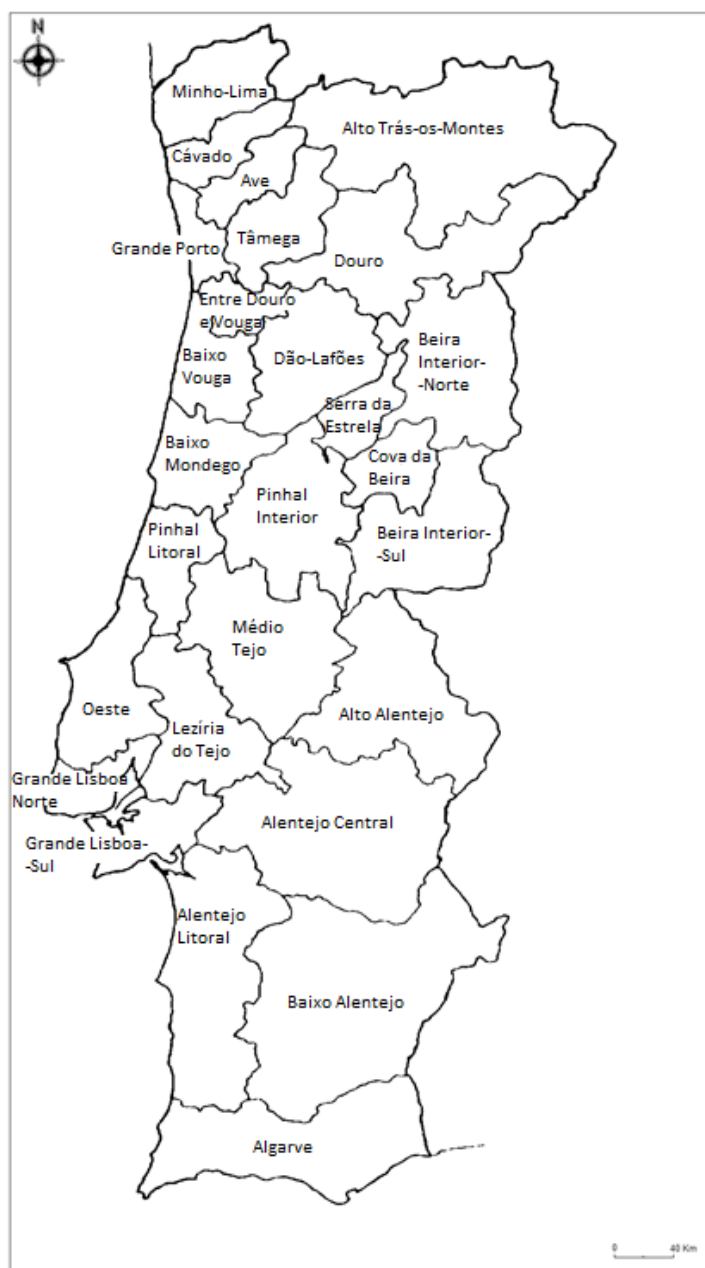 N
Minho-Lima
Alto Trás-os-Montes
Cávado
Ave
Tâmega
Grande Porto
Douro
Entre Douro
e Vouga
Beira
Interior-
-Norte
Baixo
Vouga
Dão-Lafões
Serra da
Estrela
Baixo
Mondego
Cova da
Beira
Pinhal
Interior
Pinhal
Litoral
Beira Interior-
-Sul
Médio
Tejo
Oeste
Lezíria
do Tejo
Alto Alentejo
Grande Lisboa
Norte
Alentejo Central
Grande Lisboa-
-Sul
Alentejo
Litoral
Baixo Alentejo
Algarve
0 40 Km